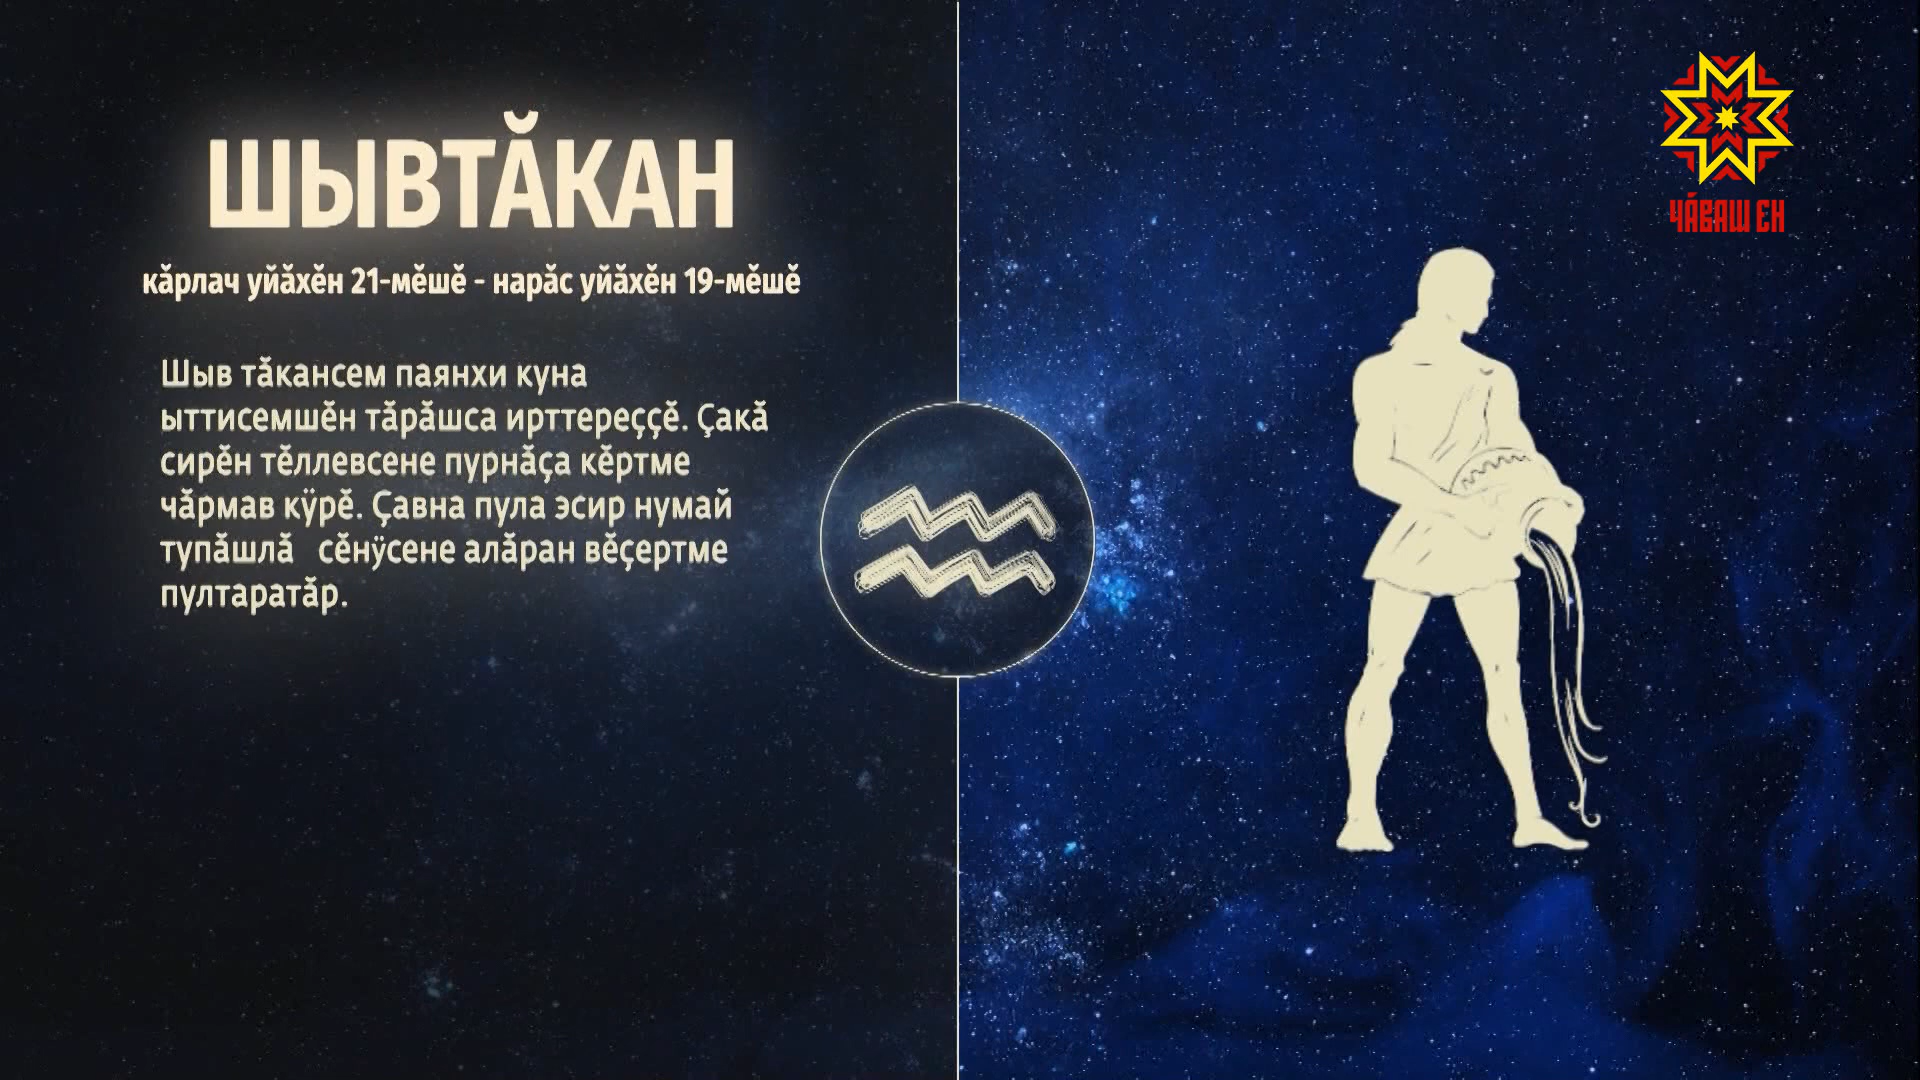 ШЫВТӐКАН
кӑрлач уйӑхӗн 21-мӗшӗ - нарӑс уйӑхӗн 19-мӗшӗ
Шыв тӑкансем паянхи куна
ыттисемшӗн тӑрӑшса ирттереҫҫӗ. Ҫакӑ
сирӗн тӗллевсене пурнӑҫа кӗртме
чӑрмав кӳрӗ. Ҫавна пула эсир нумай
тупӑшлӑ сӗнӳсене алӑран вӗҫертме
пултаратӑр.
ЧӐВАШ ЕН